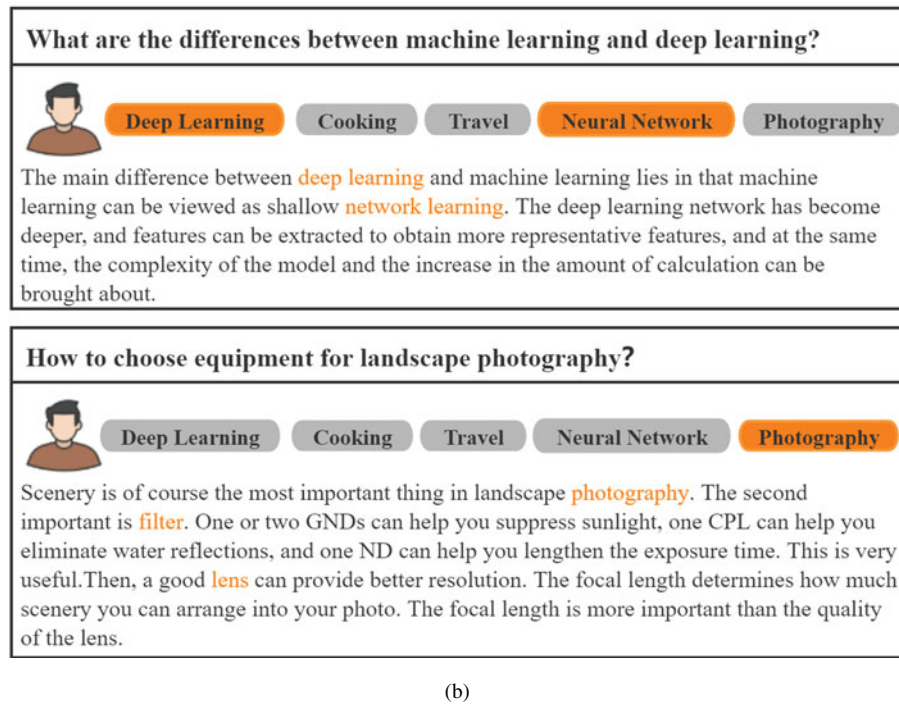 What are the differences between machine learning and deep learning?
Deep Learning Cooking Travel Neural Network Photography
The main difference between deep learning and machine learning lies in that machine
learning can be viewed as shallow network learning. The deep learning network has become
deeper, and features can be extracted to obtain more representative features, and at the same
time, the complexity of the model and the increase in the amount of calculation can be
brought about.
How to choose equipment for landscape photography?
Deep Learning Cooking Travel Neural Network Photography
Scenery is of course the most important thing in landscape photography. The second
important is filter. One or two GNDs can help you suppress sunlight, one CPL can help you
eliminate water reflections, and one ND can help you lengthen the exposure time. This is very
useful.Then, a good lens can provide better resolution. The focal length determines how much
scenery you can arrange into your photo. The focal length is more important than the quality
of the lens.
(b)